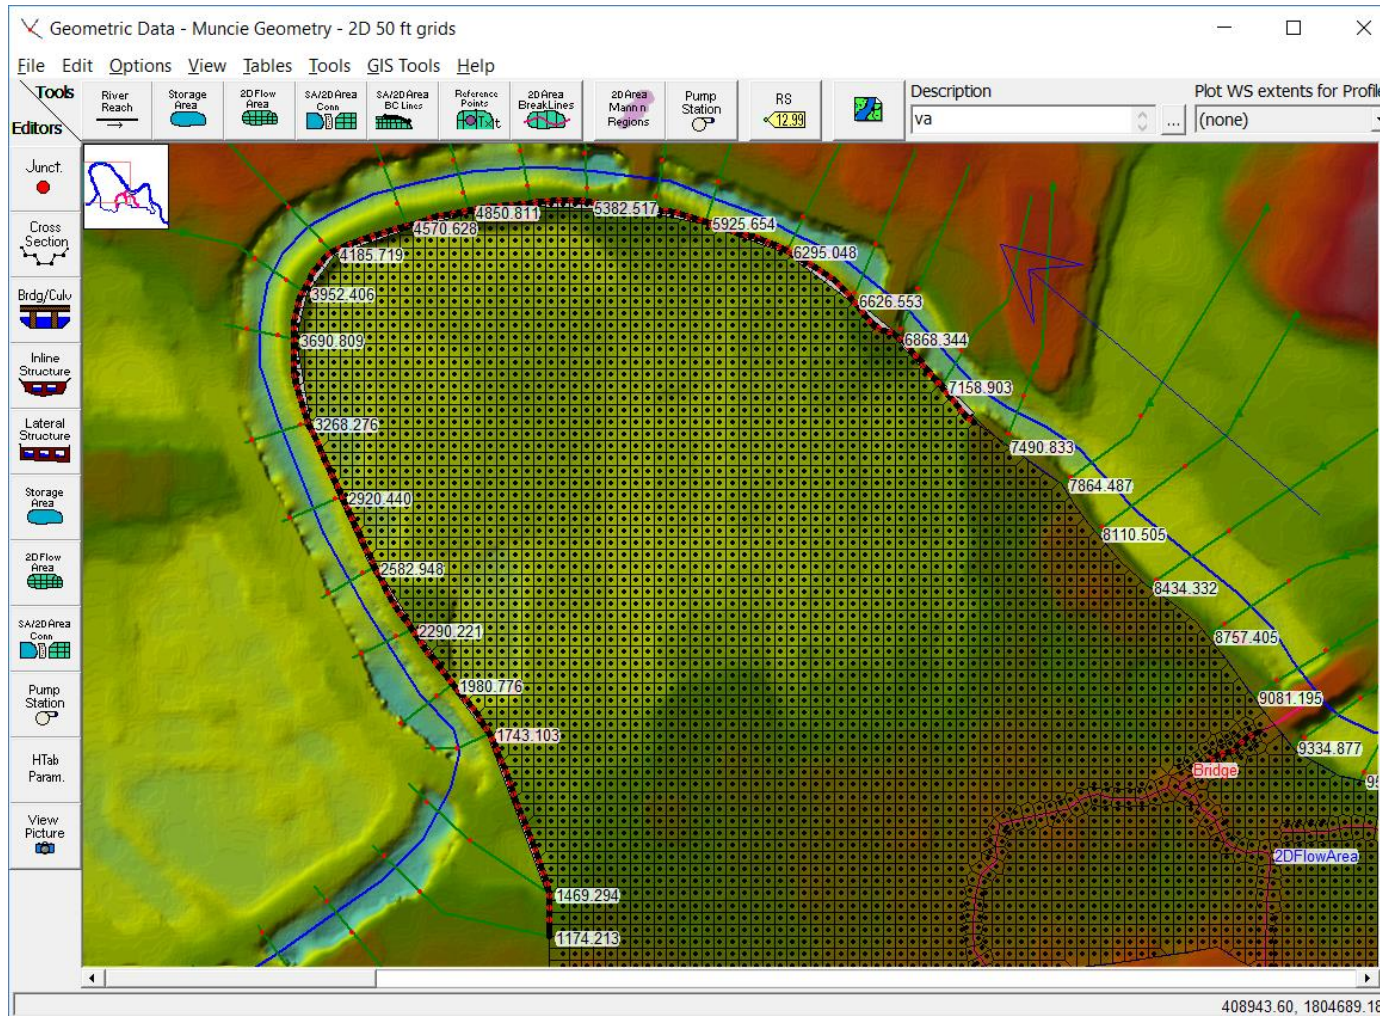 Geometric Data - Muncie Geometry - 2D 50 ft grids
File Edit Options View Tables Tools GIS Tools Help
Tools
Editors
River
Reach
Storage
Area
2D Flow
Area
SA/2D Area
Conn
SA/2D Area
BC Lines
Reference
Points
2D Area
BreakLines
2D Area
Mann n
Regions
Pump
Station
RS
12.99
Description
va
...
Plot WS extents for Profile
(none)
Junct.
Cross
Section
Brdg/Culv
Inline
Structure
Lateral
Structure
Storage
Area
2D Flow
Area
SA/2D Area
Conn
Pump
Station
HTab
Param.
View
Picture
4850.811
5382.517
4570.628
5925.654
4185.719
6295.048
3952.406
6626.553
3690.809
6868.344
7158.903
3268.276
7490.833
7864.487
2920.440
8110.505
2582.948
8434.332
2290.221
8757.405
1980.776
9081.195
1743.103
9334.877
Bridge
2DFlowArea
1469.294
1174.213
408943.60, 1804689.18